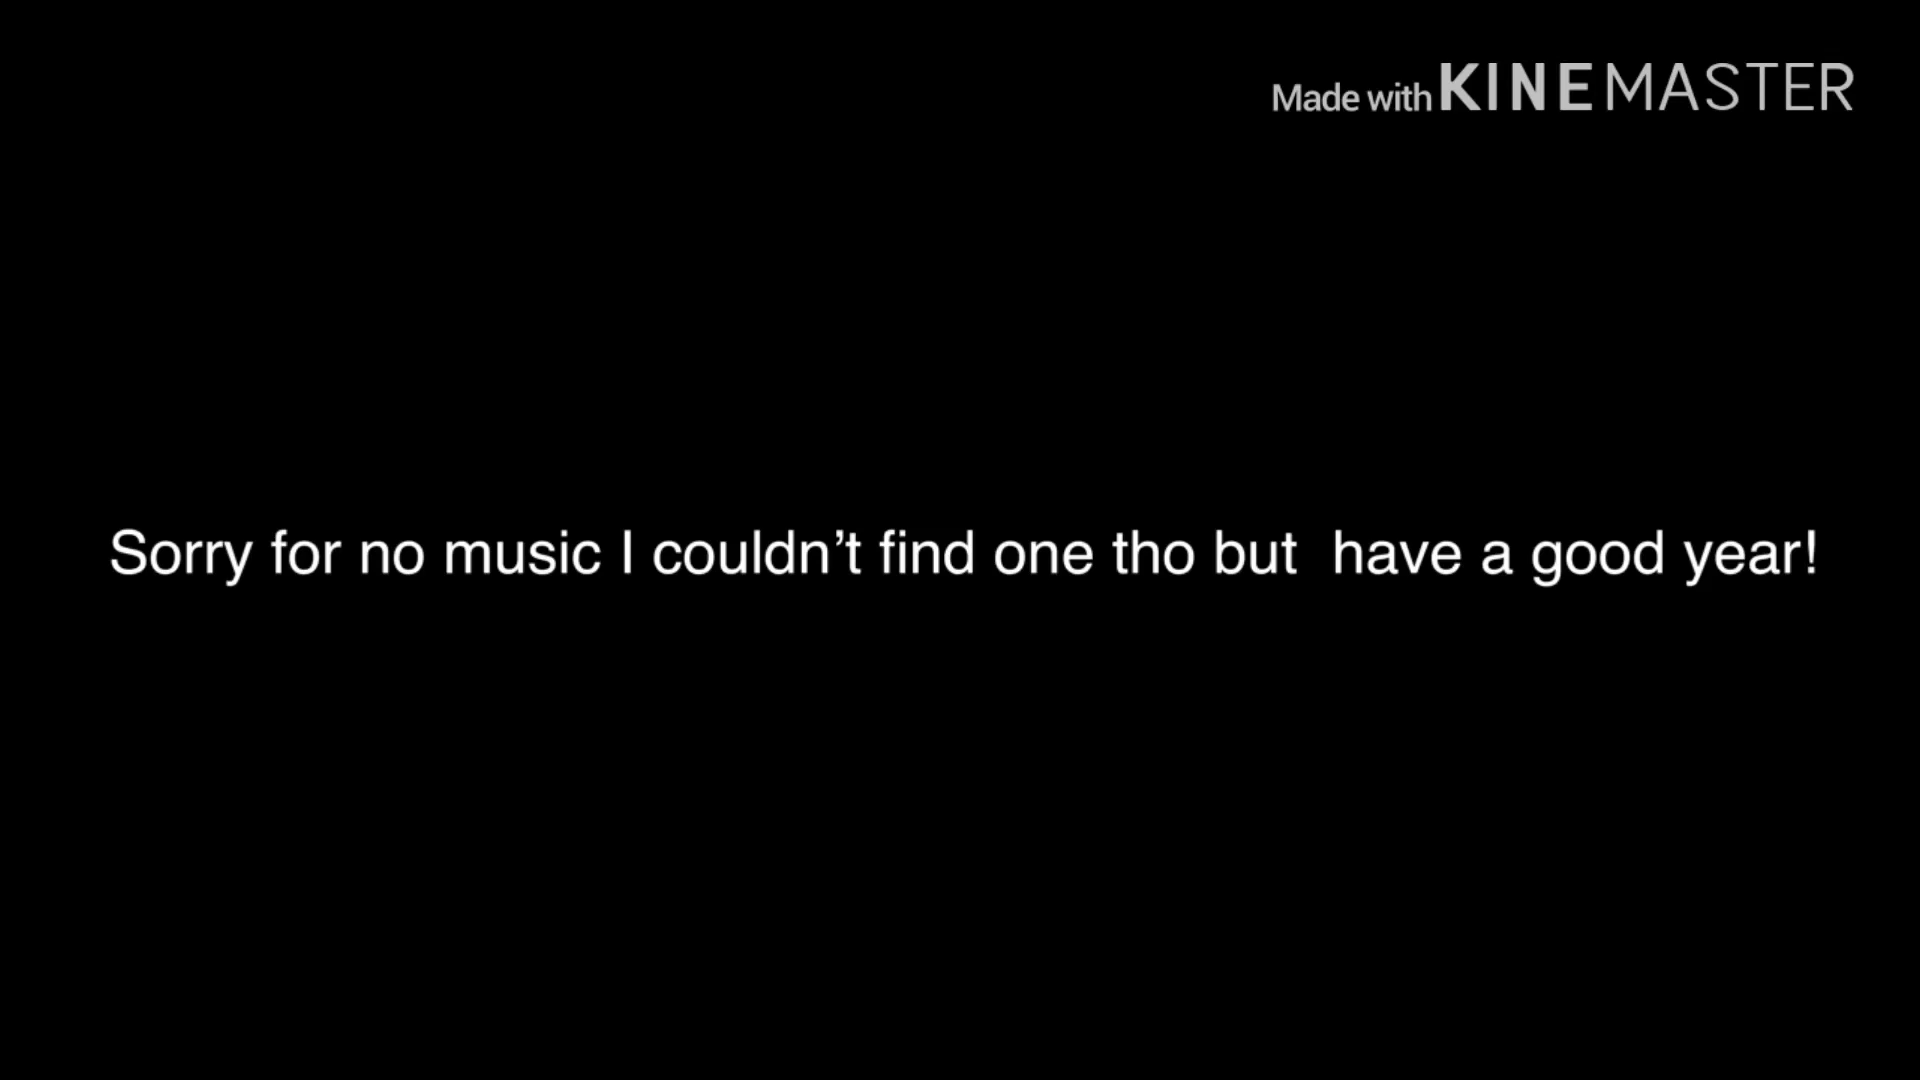 Made with KINEMASTER
Sorry for no music I couldn’t find one tho but  have a good year!